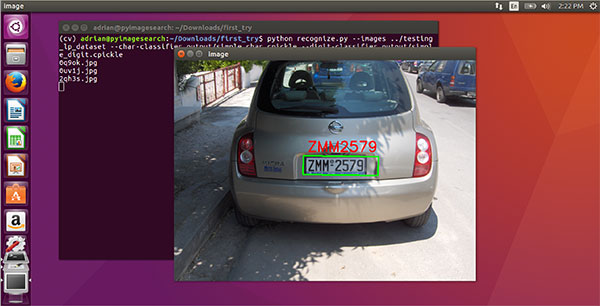 image
En
2:22 PM
adrian@pyimagesearch: ~/Downloads/first_try
(cv) adrian@pyimagesearch:~/Downloads/first_try$ python recognize.py --images ../testing
_lp_dataset --char-classifier output/simple_char.cpickle --digit-classifier output/simpl
e_digit.cpickle
0q9ok.jpg
0uv1j.jpg
2qh3s.jpg
image
ZMM2579
ZMM 2579